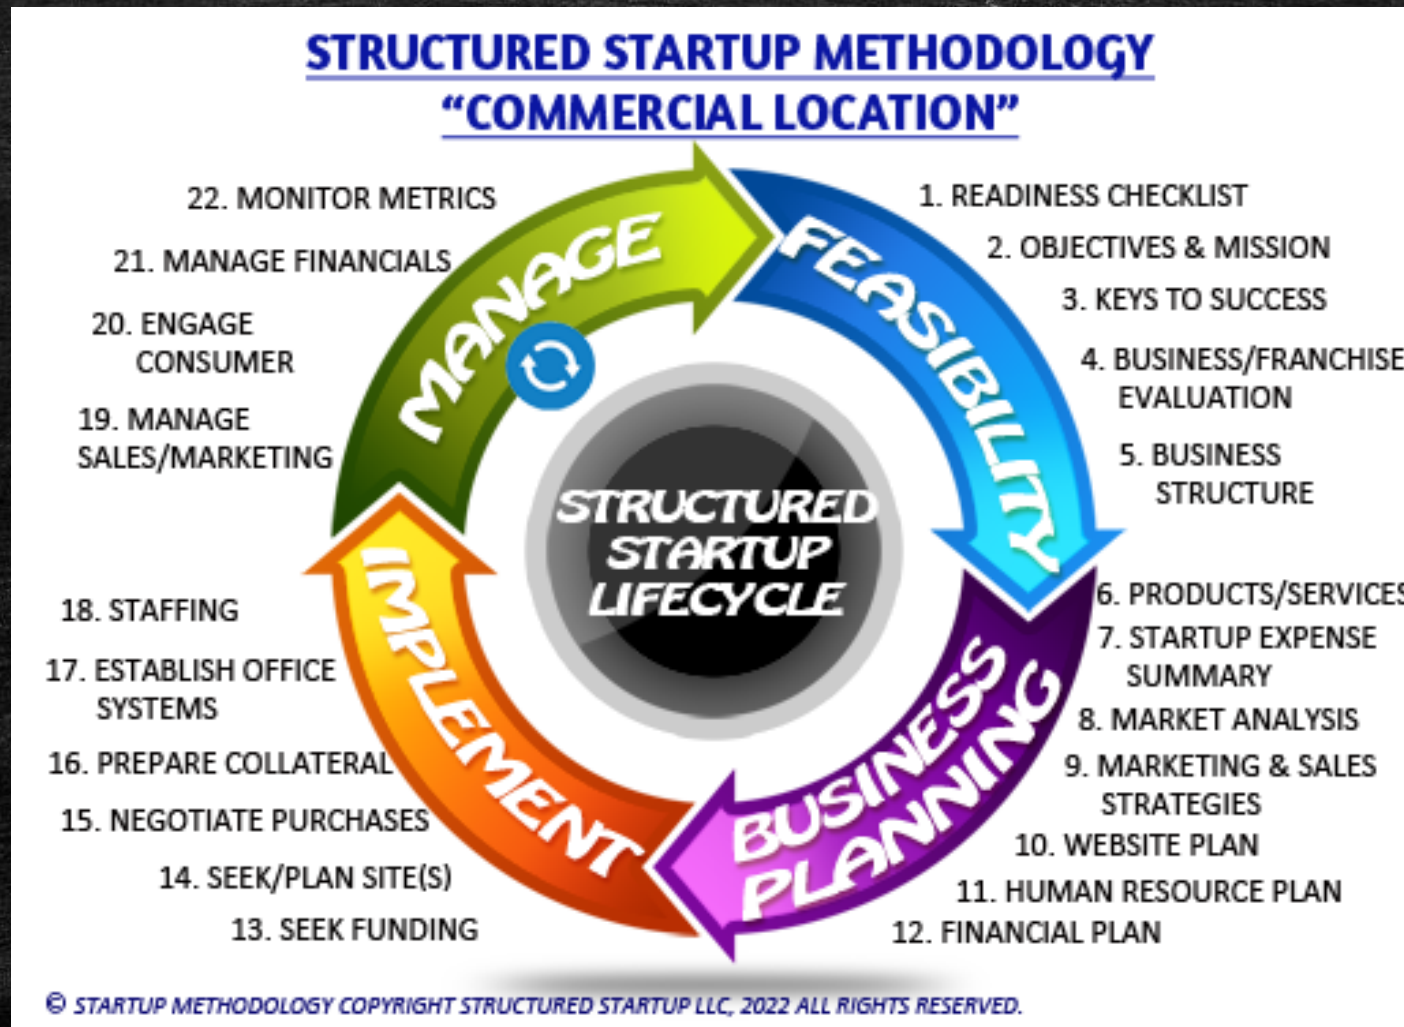 STRUCTURED STARTUP METHODOLOGY
“COMMERCIAL LOCATION”
1. READINESS CHECKLIST
2. OBJECTIVES & MISSION
3. KEYS TO SUCCESS
4. BUSINESS/FRANCHISE
EVALUATION
5. BUSINESS
STRUCTURE
6. PRODUCTS/SERVICES
7. STARTUP EXPENSE
SUMMARY
8. MARKET ANALYSIS
9. MARKETING & SALES
STRATEGIES
10. WEBSITE PLAN
11. HUMAN RESOURCE PLAN
12. FINANCIAL PLAN
13. SEEK FUNDING
14. SEEK/PLAN SITE(S)
15. NEGOTIATE PURCHASES
16. PREPARE COLLATERAL
17. ESTABLISH OFFICE
SYSTEMS
18. STAFFING
19. MANAGE
SALES/MARKETING
20. ENGAGE
CONSUMER
21. MANAGE FINANCIALS
22. MONITOR METRICS
FEASIBILITY
BUSINESS
PLANNING
IMPLEMENT
MANAGE
STRUCTURED
STARTUP
LIFECYCLE
© STARTUP METHODOLOGY COPYRIGHT STRUCTURED STARTUP LLC, 2022 ALL RIGHTS RESERVED.